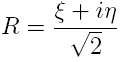 $R = \frac{\xi + i\eta}{\sqrt{2}}$